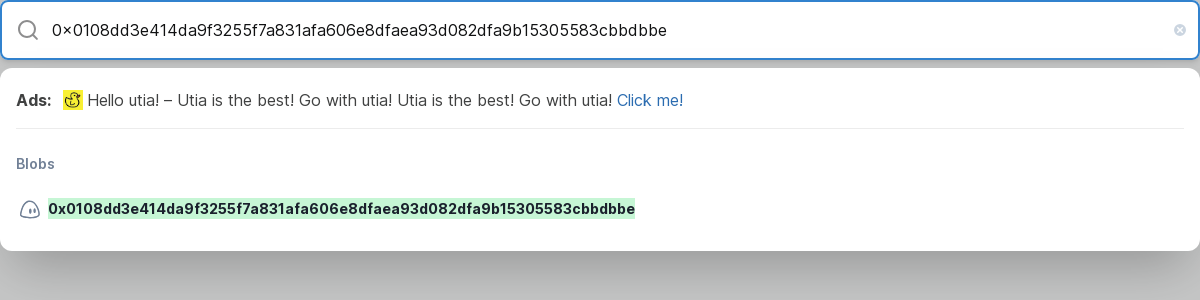 0x0108dd3e414da9f3255f7a831afa606e8dfaea93d082dfa9b15305583cbbdbbe
Ads: Hello utia! – Utia is the best! Go with utia! Utia is the best! Go with utia! Click me!
Blobs
0x0108dd3e414da9f3255f7a831afa606e8dfaea93d082dfa9b15305583cbbdbbe